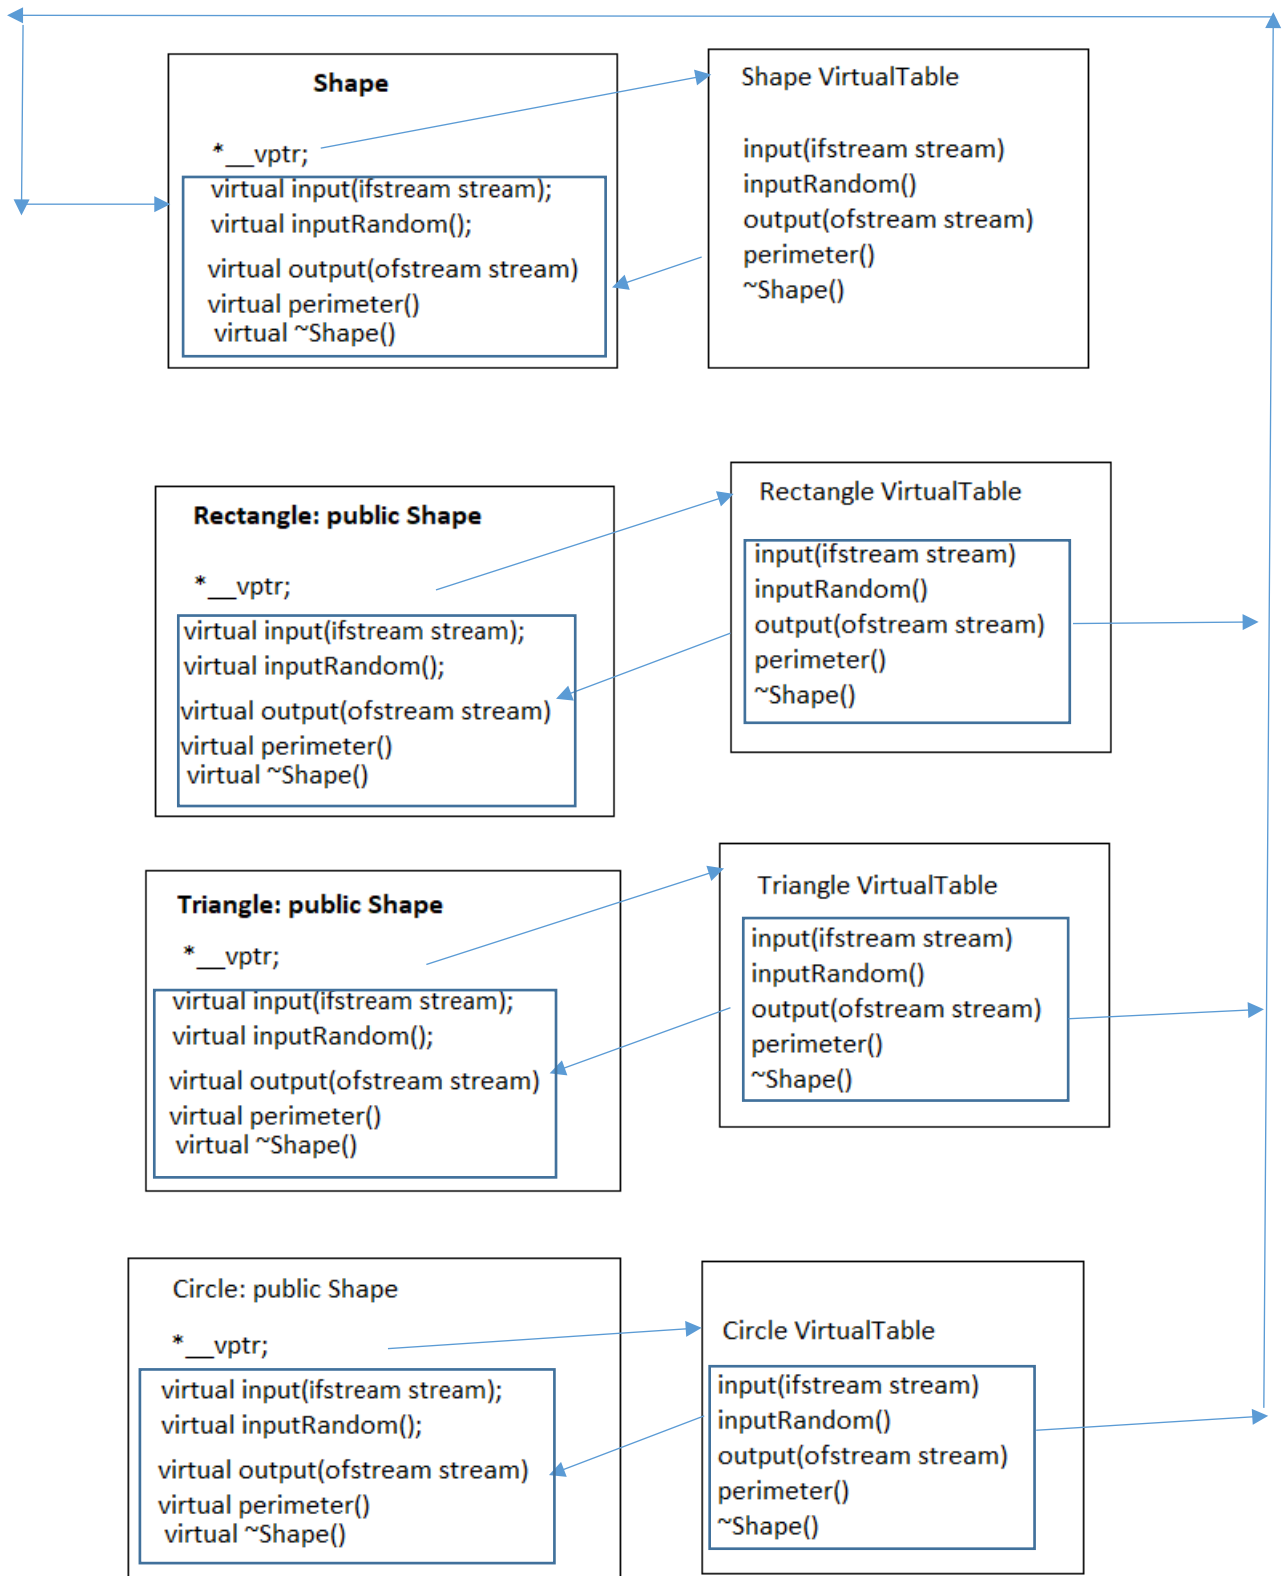 Shape
*__vptr;
virtual input(ifstream stream);
virtual inputRandom();
virtual output(ofstream stream)
virtual perimeter()
virtual ~Shape()
Shape VirtualTable
input(ifstream stream)
inputRandom()
output(ofstream stream)
perimeter()
~Shape()
Rectangle: public Shape
*__vptr;
virtual input(ifstream stream);
virtual inputRandom();
virtual output(ofstream stream)
virtual perimeter()
virtual ~Shape()
Rectangle VirtualTable
input(ifstream stream)
inputRandom()
output(ofstream stream)
perimeter()
~Shape()
Triangle: public Shape
*__vptr;
virtual input(ifstream stream);
virtual inputRandom();
virtual output(ofstream stream)
virtual perimeter()
virtual ~Shape()
Triangle VirtualTable
input(ifstream stream)
inputRandom()
output(ofstream stream)
perimeter()
~Shape()
Circle: public Shape
*__vptr;
virtual input(ifstream stream);
virtual inputRandom();
virtual output(ofstream stream)
virtual perimeter()
virtual ~Shape()
Circle VirtualTable
input(ifstream stream)
inputRandom()
output(ofstream stream)
perimeter()
~Shape()